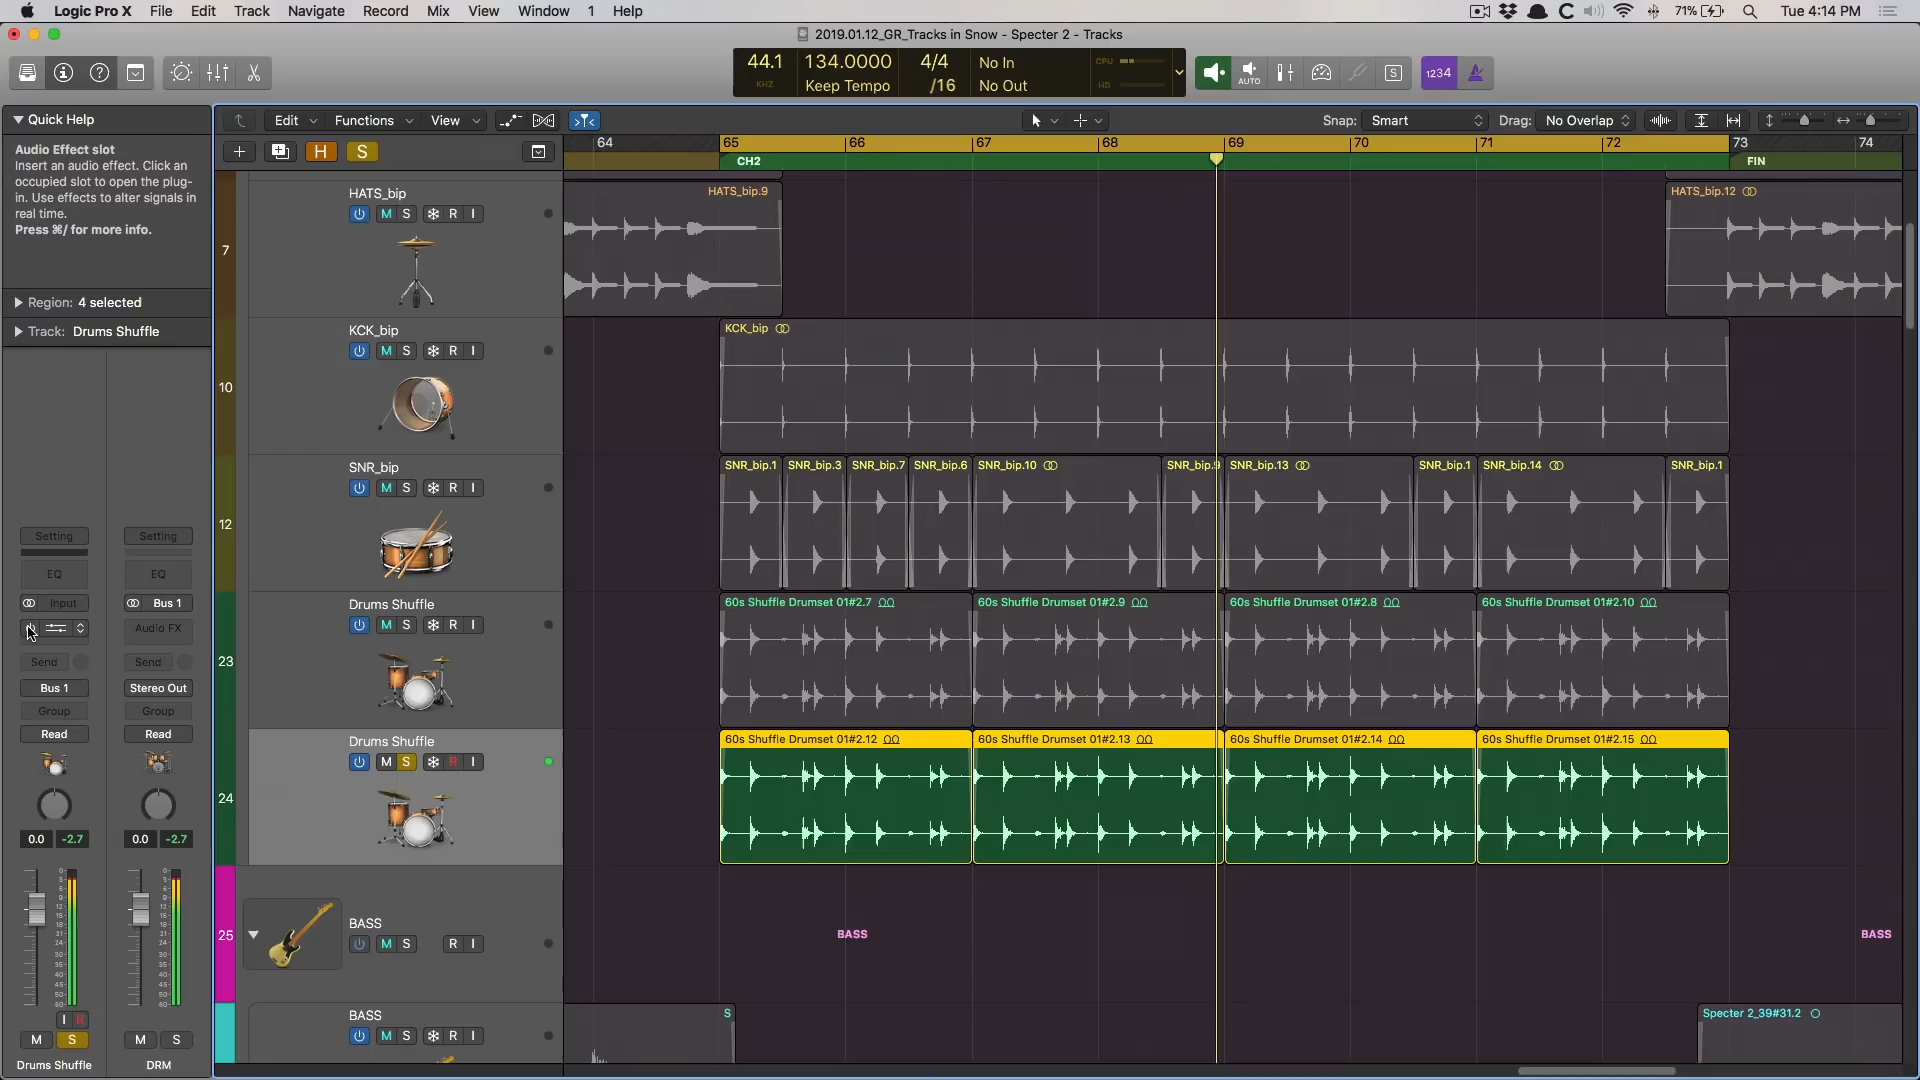 Logic Pro X File Edit Track Navigate Record Mix View Window 1 Help
71% Tue 4:14 PM
2019.01.12_GR_Tracks in Snow - Specter 2 - Tracks
44.1 134.0000 4/4 No In CPU
KHZ Keep Tempo /16 No Out HD
AUTO S 1234
Quick Help
Edit Functions View Snap: Smart Drag: No Overlap
H S
64 65 66 67 68 69 70 71 72 73 74
CH2 FIN
Audio Effect slot
Insert an audio effect. Click an
occupied slot to open the plug-
in. Use effects to alter signals in
real time.
Press ⌘/ for more info.
Region: 4 selected
Track: Drums Shuffle
7
HATS_bip
M S R I
HATS_bip.9
HATS_bip.12
10
KCK_bip
M S R I
KCK_bip
12
SNR_bip
M S R I
SNR_bip.1 SNR_bip.3 SNR_bip.7 SNR_bip.6 SNR_bip.10 SNR_bip.9 SNR_bip.13 SNR_bip.1 SNR_bip.14 SNR_bip.1
23
Drums Shuffle
M S R I
60s Shuffle Drumset 01#2.7 60s Shuffle Drumset 01#2.9 60s Shuffle Drumset 01#2.8 60s Shuffle Drumset 01#2.10
24
Drums Shuffle
M S R I
60s Shuffle Drumset 01#2.12 60s Shuffle Drumset 01#2.13 60s Shuffle Drumset 01#2.14 60s Shuffle Drumset 01#2.15
25
BASS
M S R I
BASS BASS
BASS
M S R I
S
Specter 2_39#31.2
Setting Setting
EQ EQ
Input Bus 1
Audio FX
Send Send
Bus 1 Stereo Out
Group Group
Read Read
0.0 -2.7 0.0 -2.7
I R
M S M S
Drums Shuffle DRM